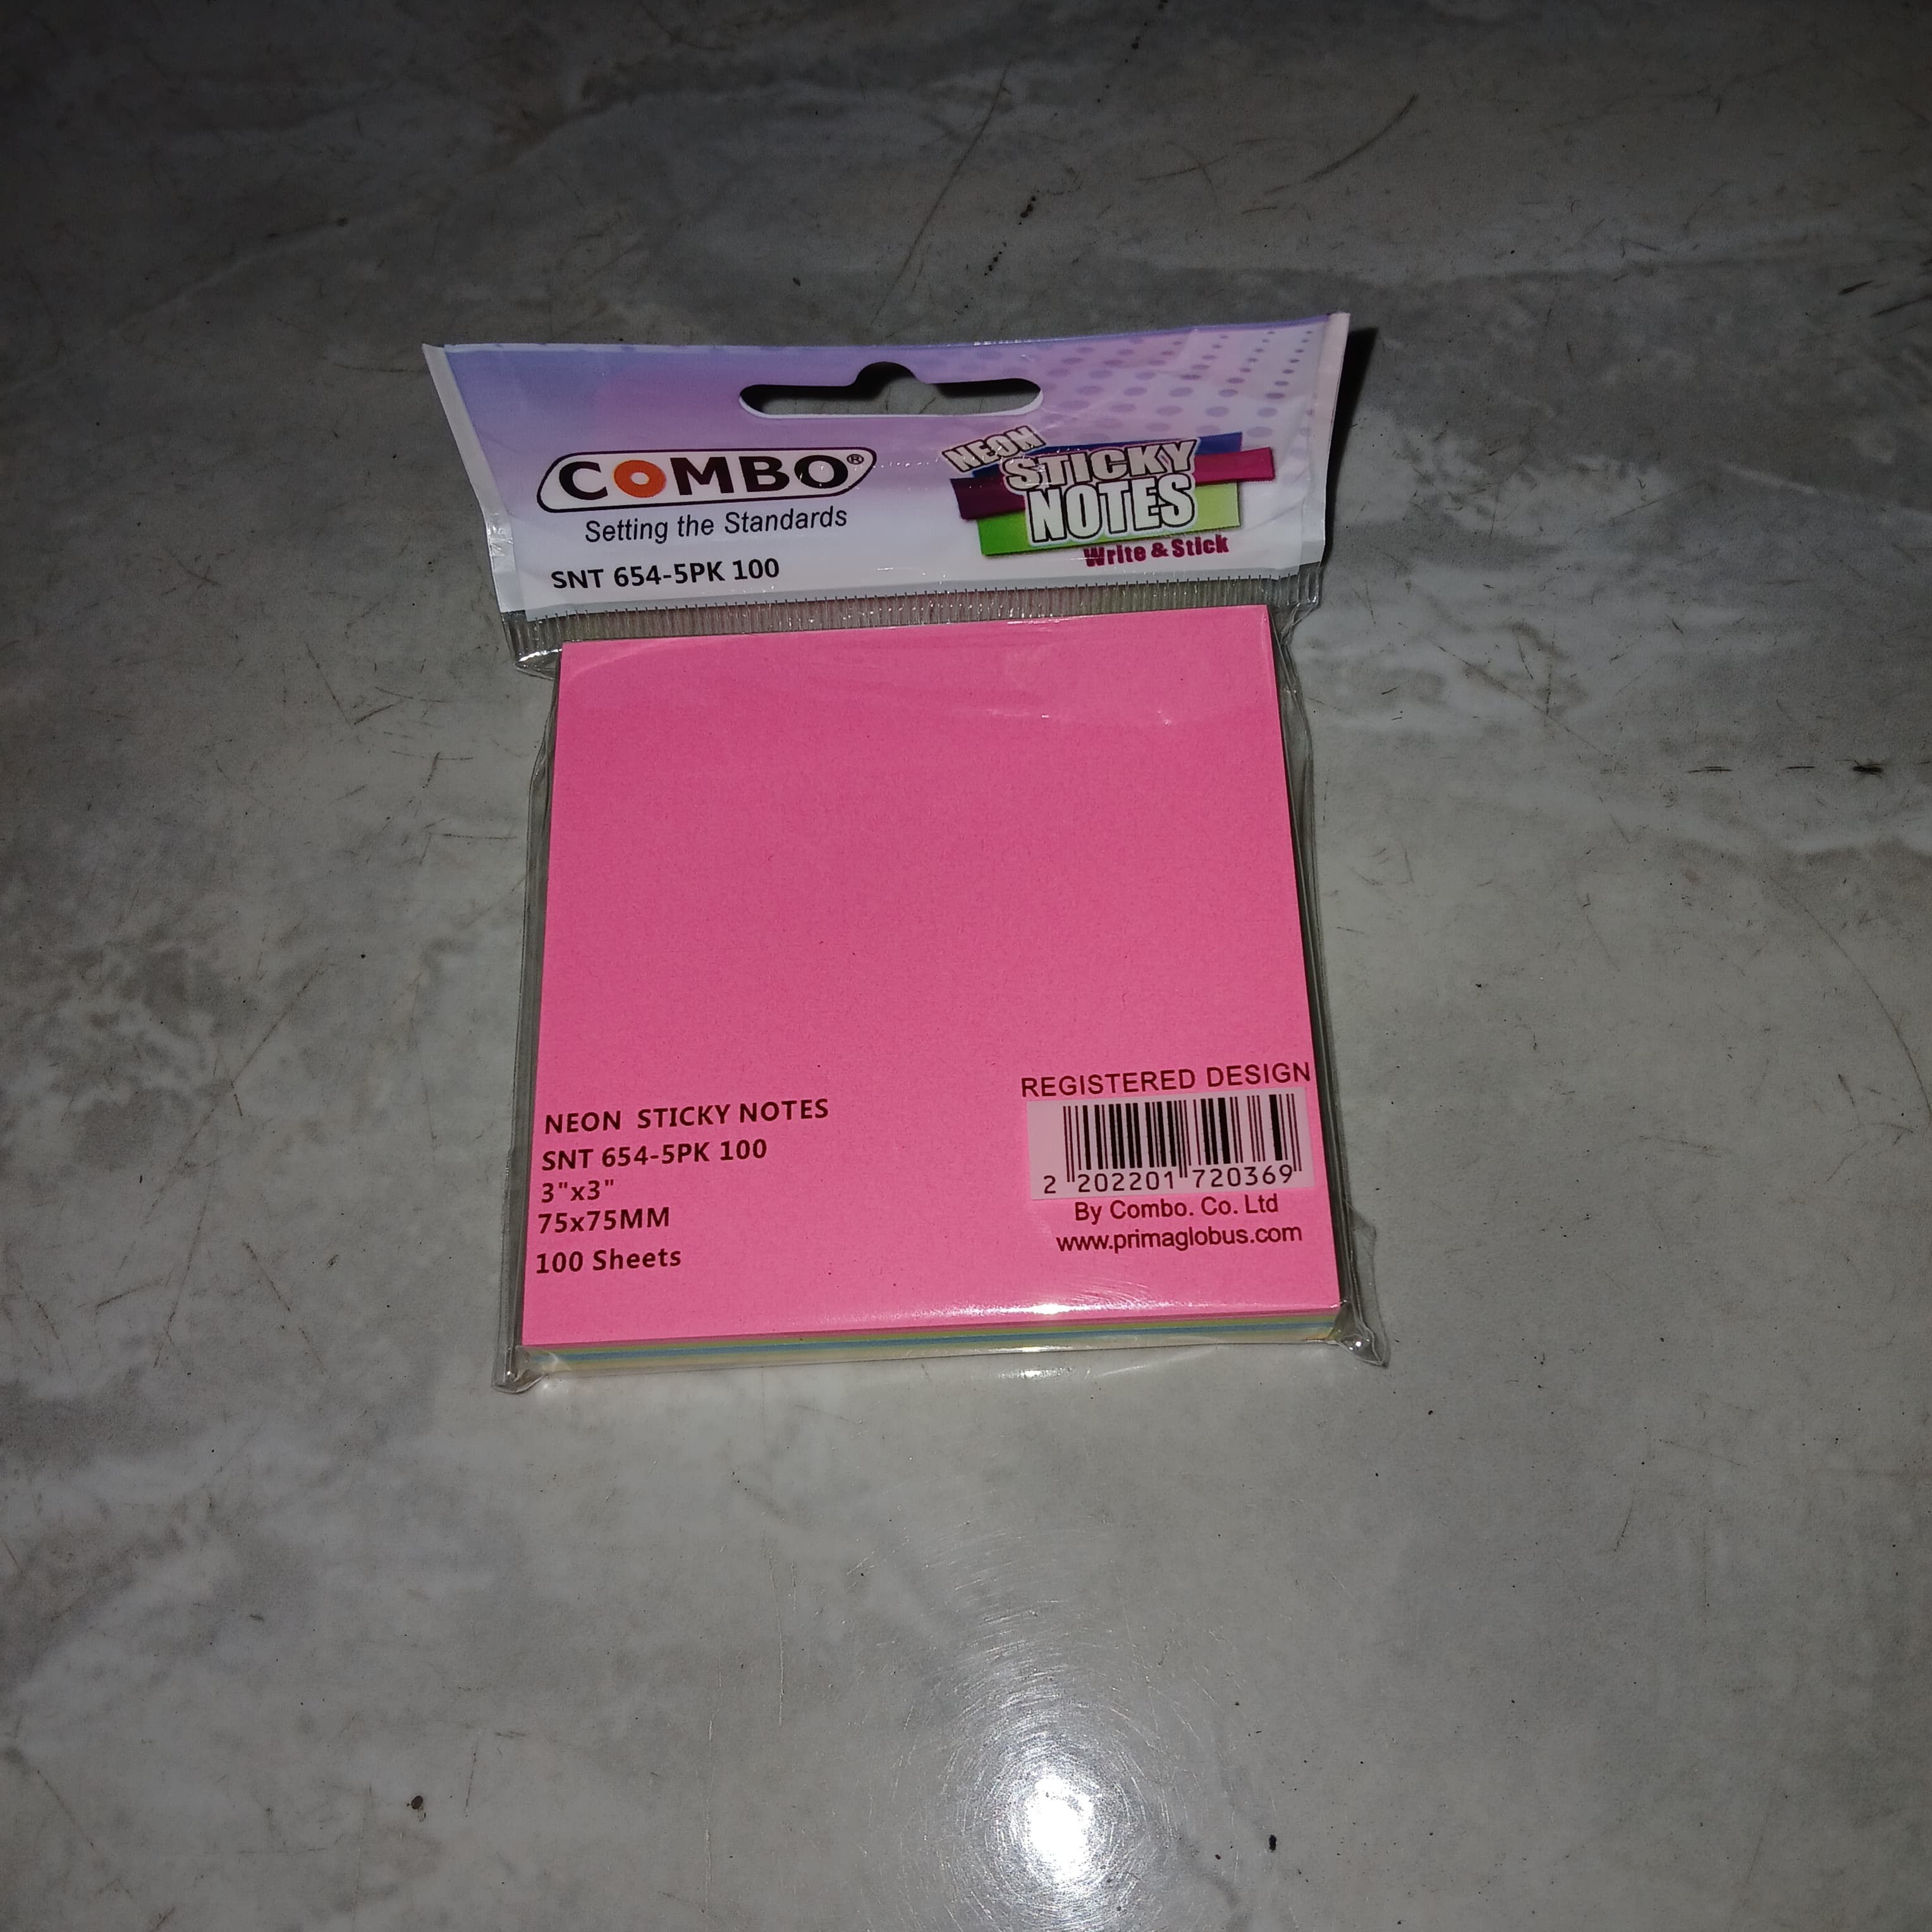 COMBO®
Setting the Standards
SNT 654-5PK 100
NEON
STICKY
NOTES
Write & Stick
NEON STICKY NOTES
SNT 654-5PK 100
3"x3"
75x75MM
100 Sheets
REGISTERED DESIGN
2 202201 720369
By Combo. Co. Ltd
www.primaglobus.com